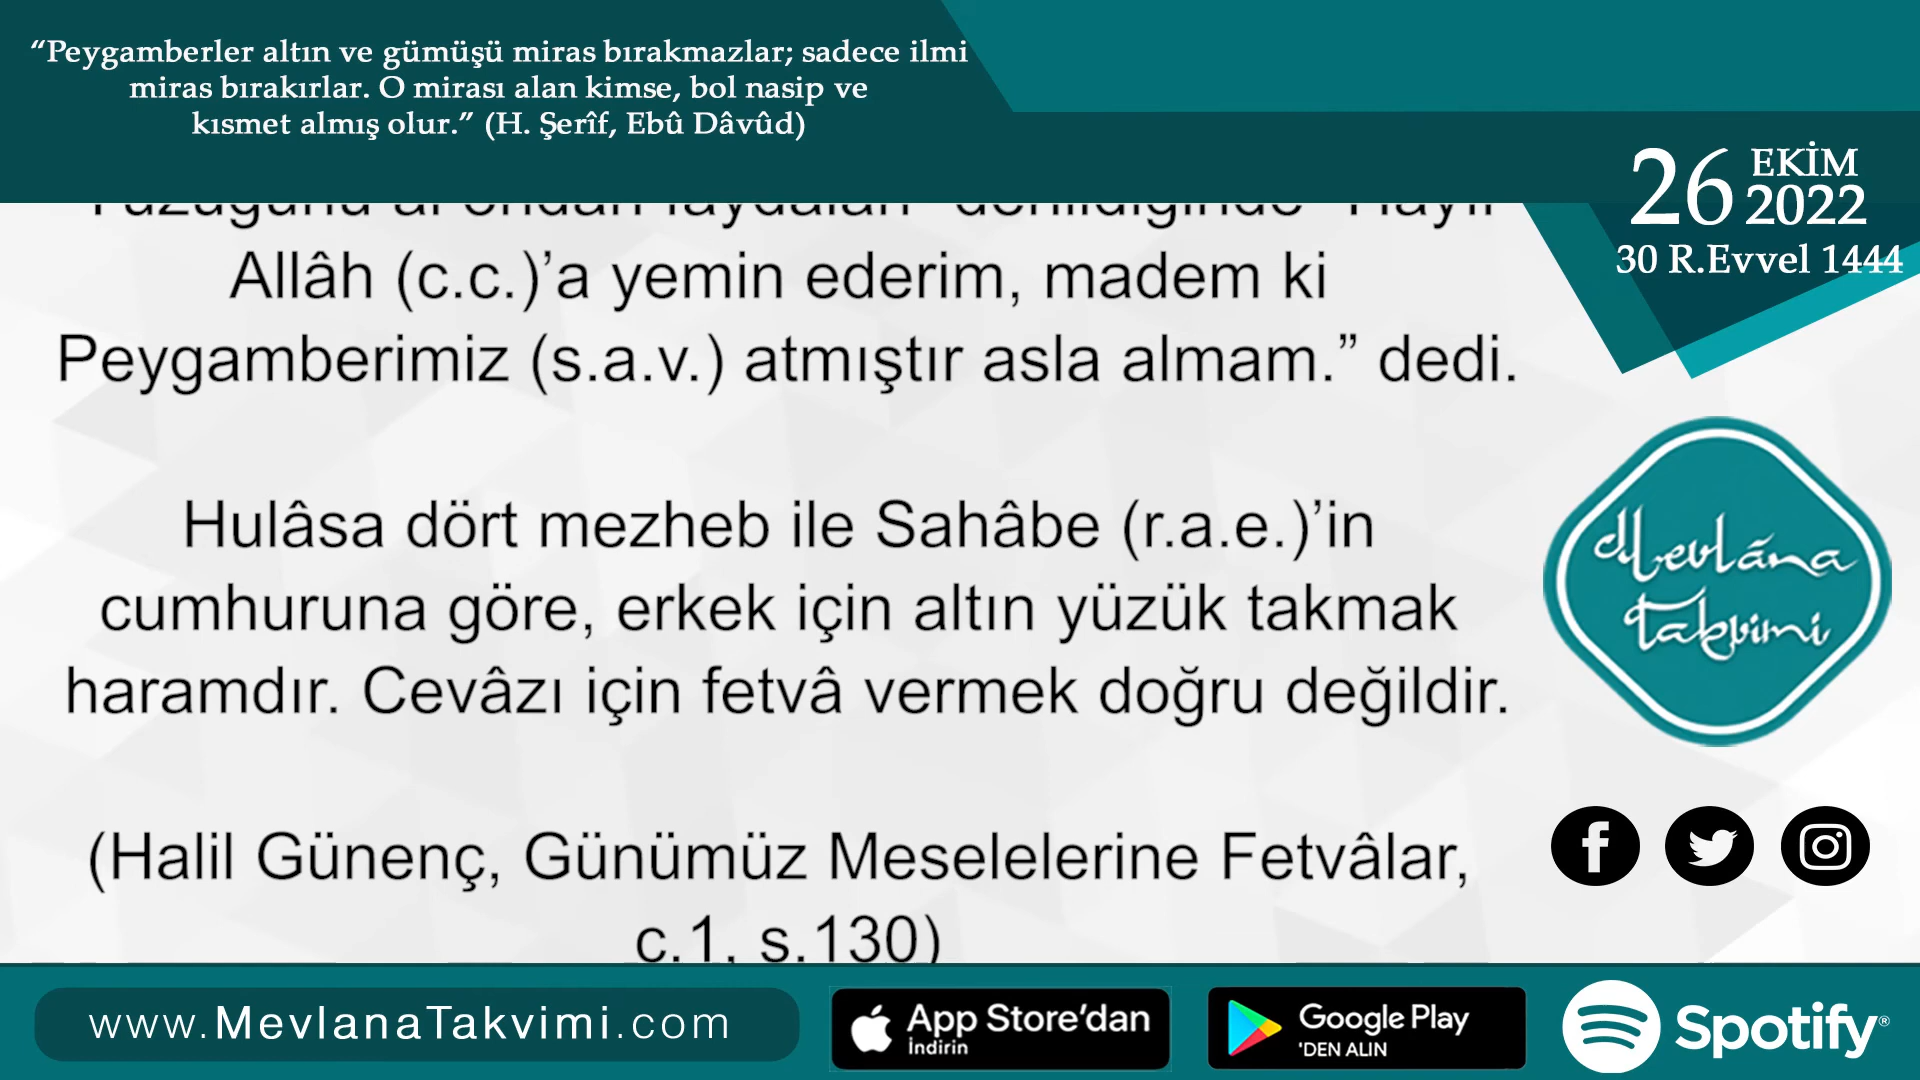 “Peygamberler altın ve gümüşü miras bırakmazlar; sadece ilmi
miras bırakırlar. O mirası alan kimse, bol nasip ve
kısmet almış olur.” (H. Şerîf, Ebû Dâvûd)
26 EKİM
2022
30 R.Evvel 1444
Allâh (c.c.)’a yemin ederim, madem ki
Peygamberimiz (s.a.v.) atmıştır asla almam.” dedi.
Hulâsa dört mezheb ile Sahâbe (r.a.e.)’in
cumhuruna göre, erkek için altın yüzük takmak
haramdır. Cevâzı için fetvâ vermek doğru değildir.
(Halil Günenç, Günümüz Meselelerine Fetvâlar,
c.1, s.130)
Mevlâna
Takvimi
www.MevlanaTakvimi.com
App Store’dan
İndirin
Google Play
'DEN ALIN
Spotify®